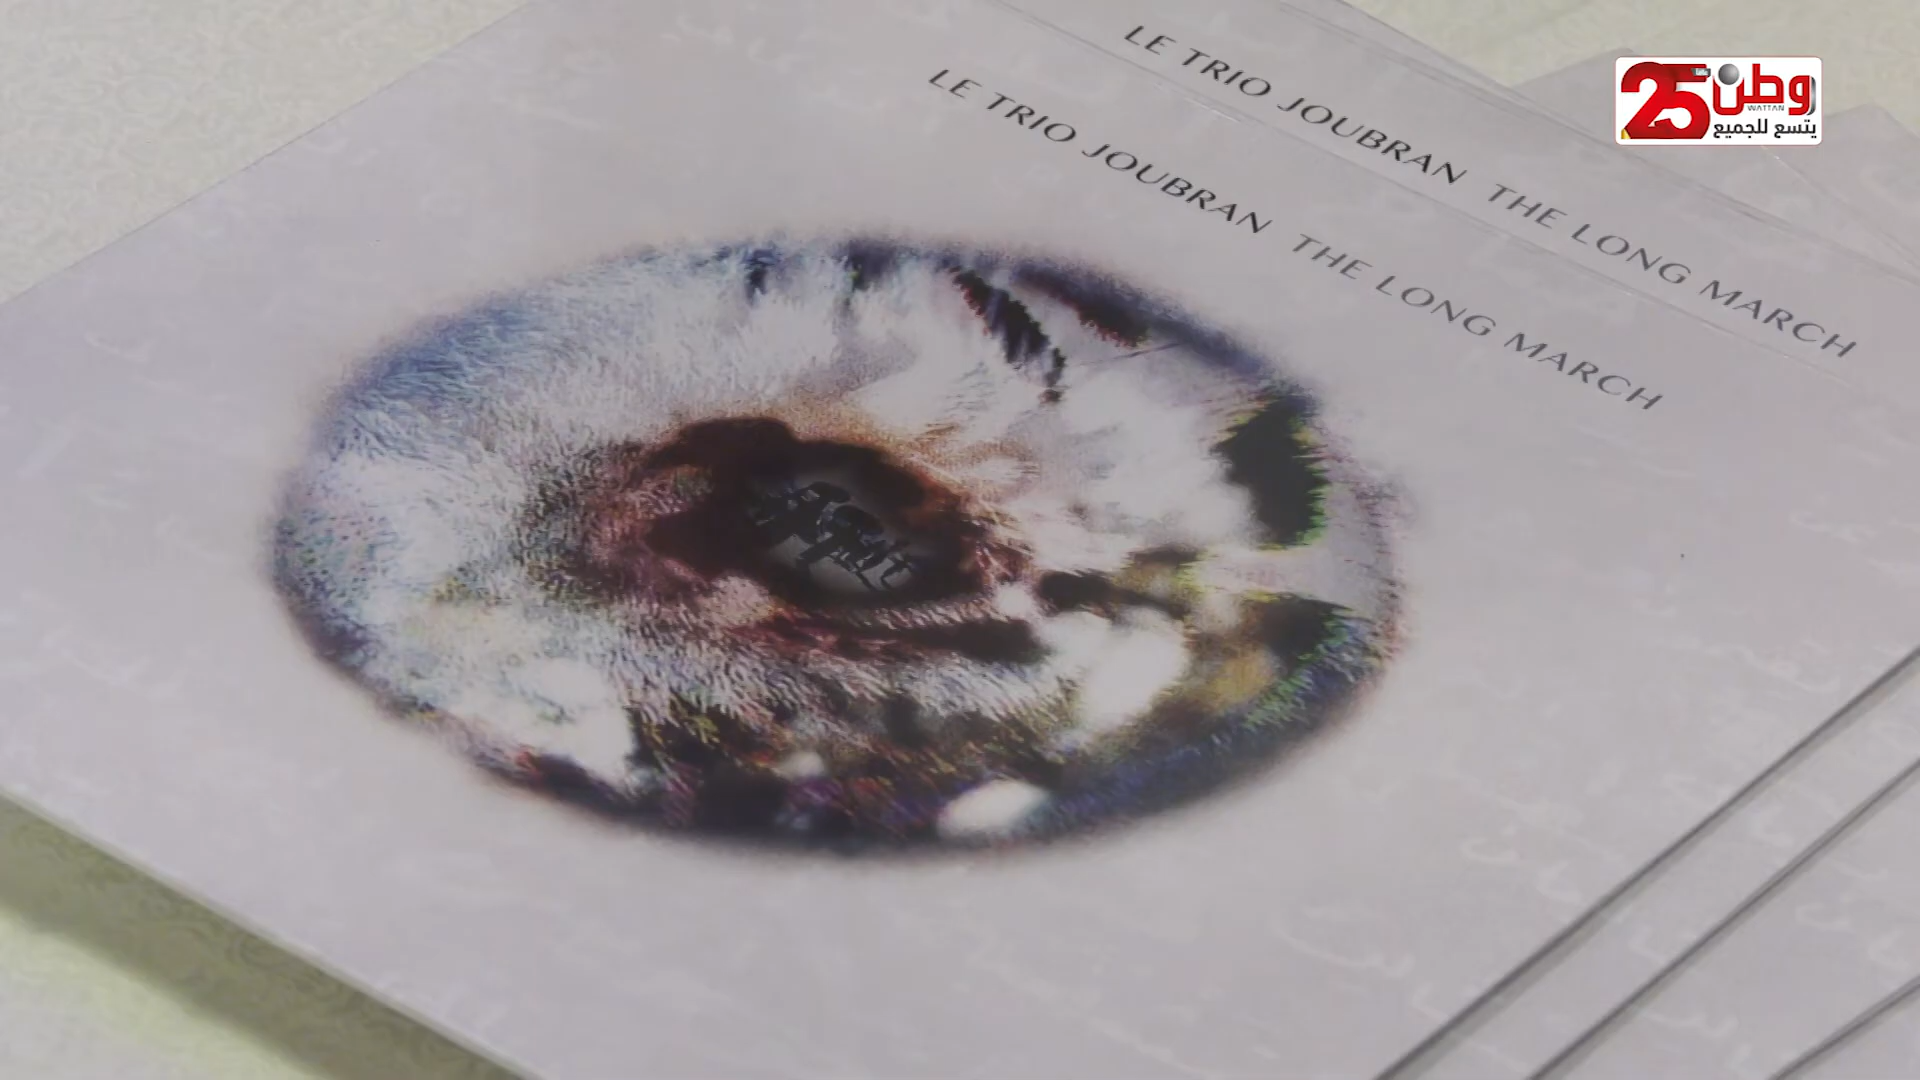 LE TRIO JOUBRAN THE LONG MARCH
LE TRIO JOUBRAN THE LONG MARCH
25 وطن
WATTAN
يتسع للجميع